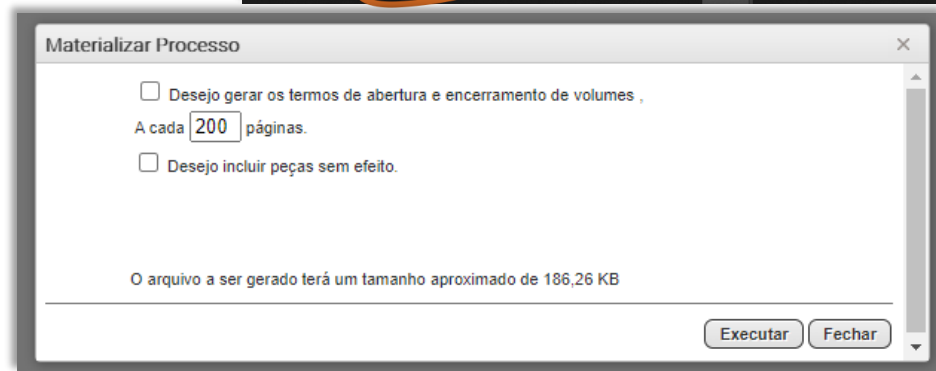 Materializar Processo
Desejo gerar os termos de abertura e encerramento de volumes ,
A cada 200 páginas.
Desejo incluir peças sem efeito.
O arquivo a ser gerado terá um tamanho aproximado de 186,26 KB
Executar Fechar